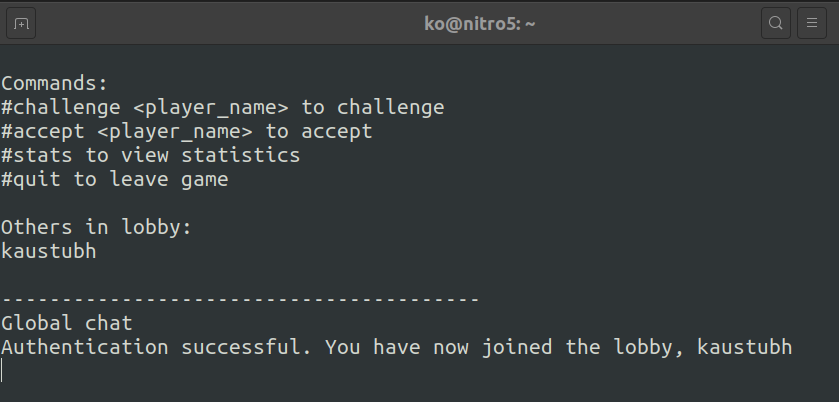 ko@nitro5: ~
Commands:
#challenge <player_name> to challenge
#accept <player_name> to accept
#stats to view statistics
#quit to leave game
Others in lobby:
kaustubh
----------------------------------------
Global chat
Authentication successful. You have now joined the lobby, kaustubh